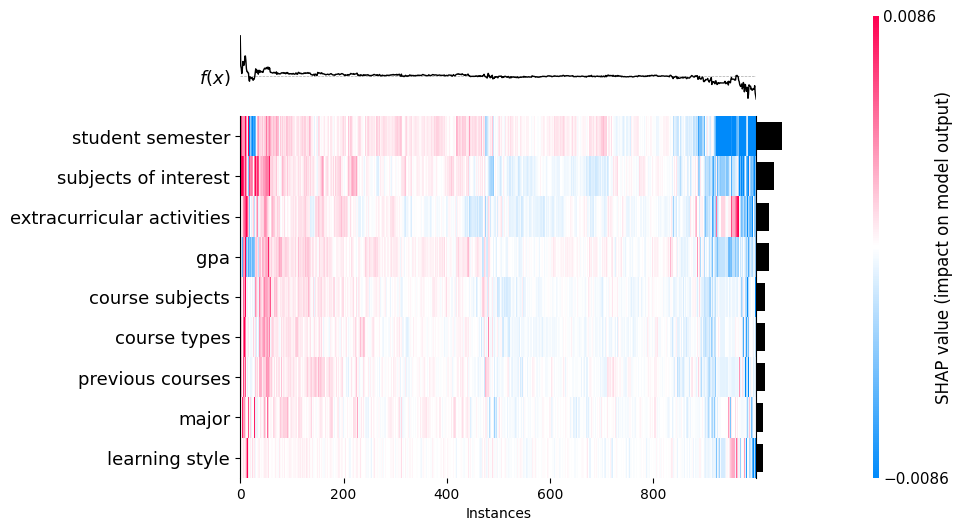 0.0086
f(x)
student semester
subjects of interest
extracurricular activities
gpa
course subjects
course types
previous courses
major
learning style
SHAP value (impact on model output)
−0.0086
0 200 400 600 800
Instances